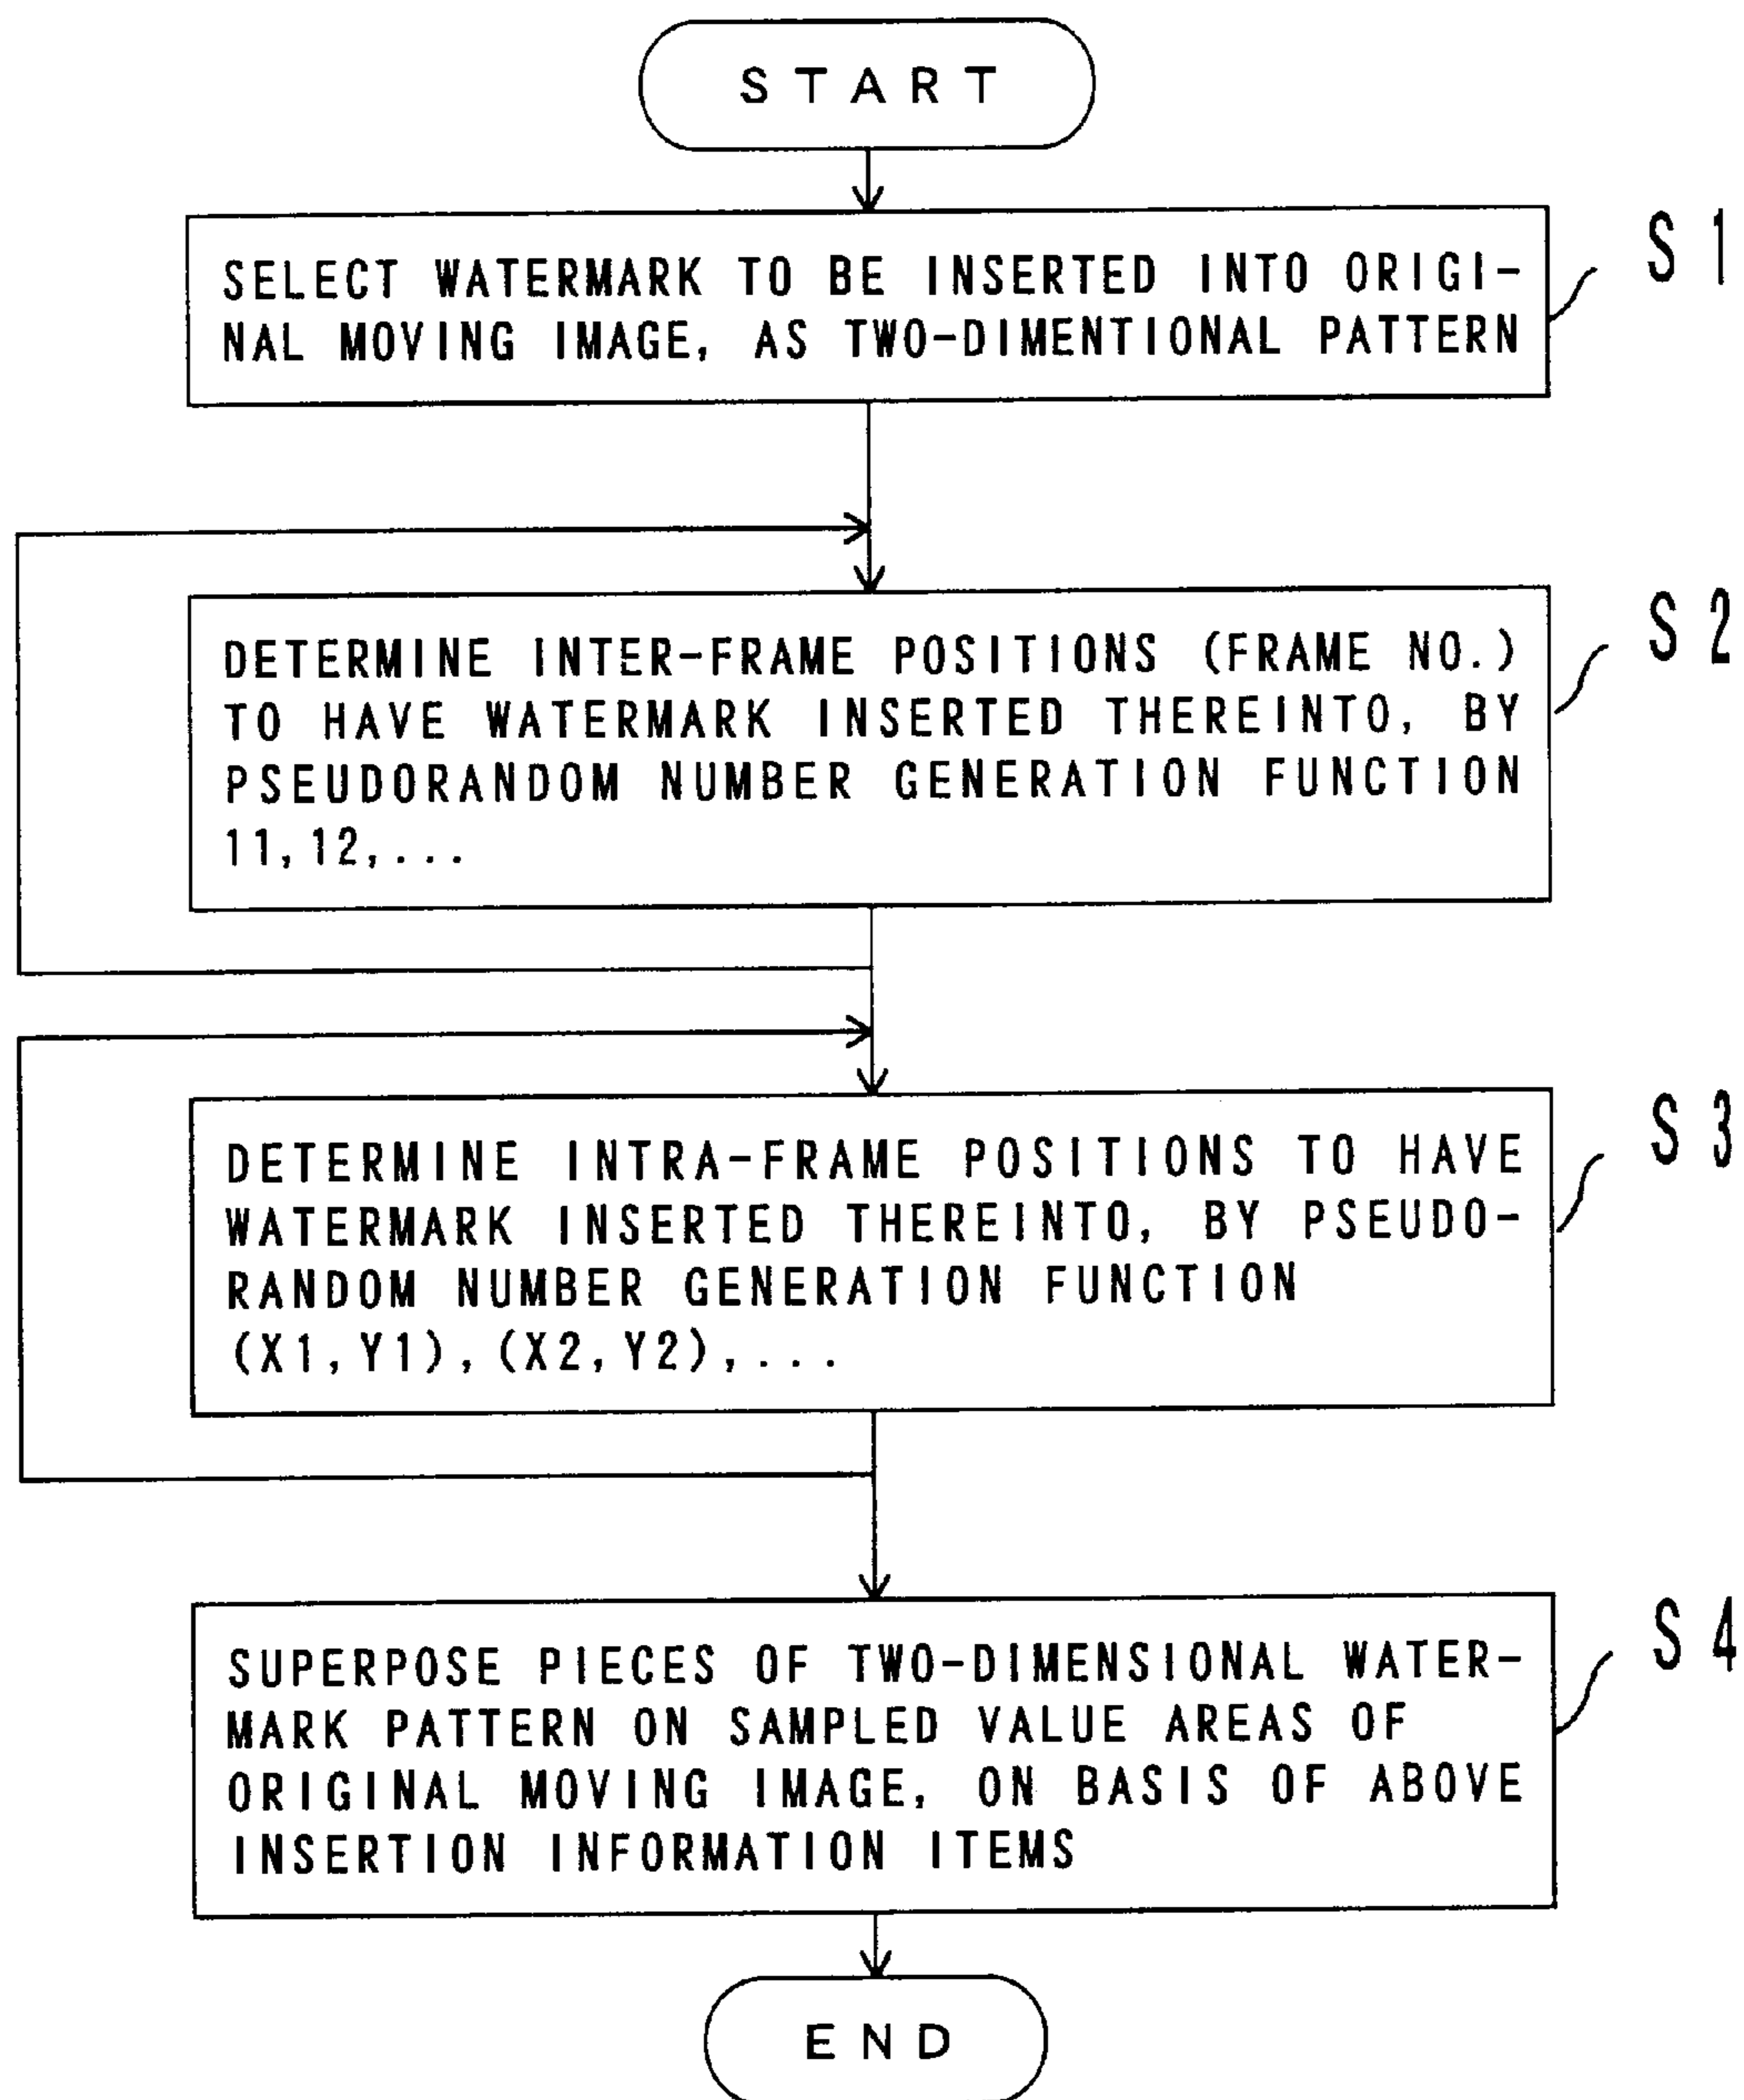 START
SELECT WATERMARK TO BE INSERTED INTO ORIGI-
NAL MOVING IMAGE, AS TWO-DIMENTIONAL PATTERN
S1
DETERMINE INTER-FRAME POSITIONS (FRAME NO.)
TO HAVE WATERMARK INSERTED THEREINTO, BY
PSEUDORANDOM NUMBER GENERATION FUNCTION
11,12,...
S2
DETERMINE INTRA-FRAME POSITIONS TO HAVE
WATERMARK INSERTED THEREINTO, BY PSEUDO-
RANDOM NUMBER GENERATION FUNCTION
(X1,Y1),(X2,Y2),...
S3
SUPERPOSE PIECES OF TWO-DIMENSIONAL WATER-
MARK PATTERN ON SAMPLED VALUE AREAS OF
ORIGINAL MOVING IMAGE, ON BASIS OF ABOVE
INSERTION INFORMATION ITEMS
S4
END